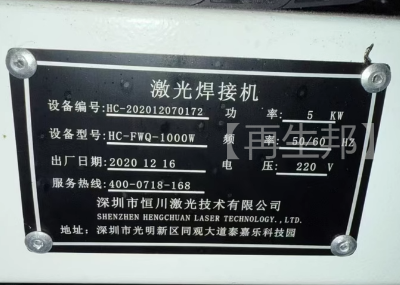 激光焊接机
设备编号:HC-202012070172 功 率: 5 KW
设备型号:HC-FWQ-1000W 频 率: 50/60 HZ
出厂日期:2020 12 16 电 压: 220 V
服务热线:400-0718-168
深圳市恒川激光技术有限公司
SHENZHEN HENGCHUAN LASER TECHNOLOGY.,LTD.
地址: 深圳市光明新区同观大道泰嘉乐科技园
【再生邦】